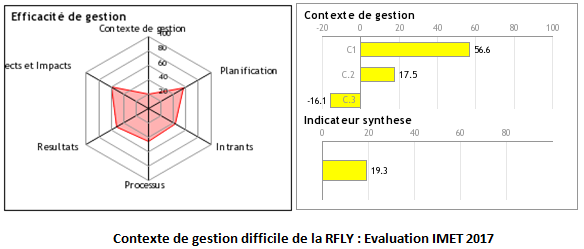 Efficacité de gestion
Contexte de gestion
100
80
60
40
20
Planification
Intrants
Processus
Resultats
ects et Impacts
Contexte de gestion
-20 0 20 40 60 80 100
C1 56.6
C.2 17.5
-16.1 C.3
Indicateur synthese
0 20 40 60 80
19.3
Contexte de gestion difficile de la RFLY : Evaluation IMET 2017